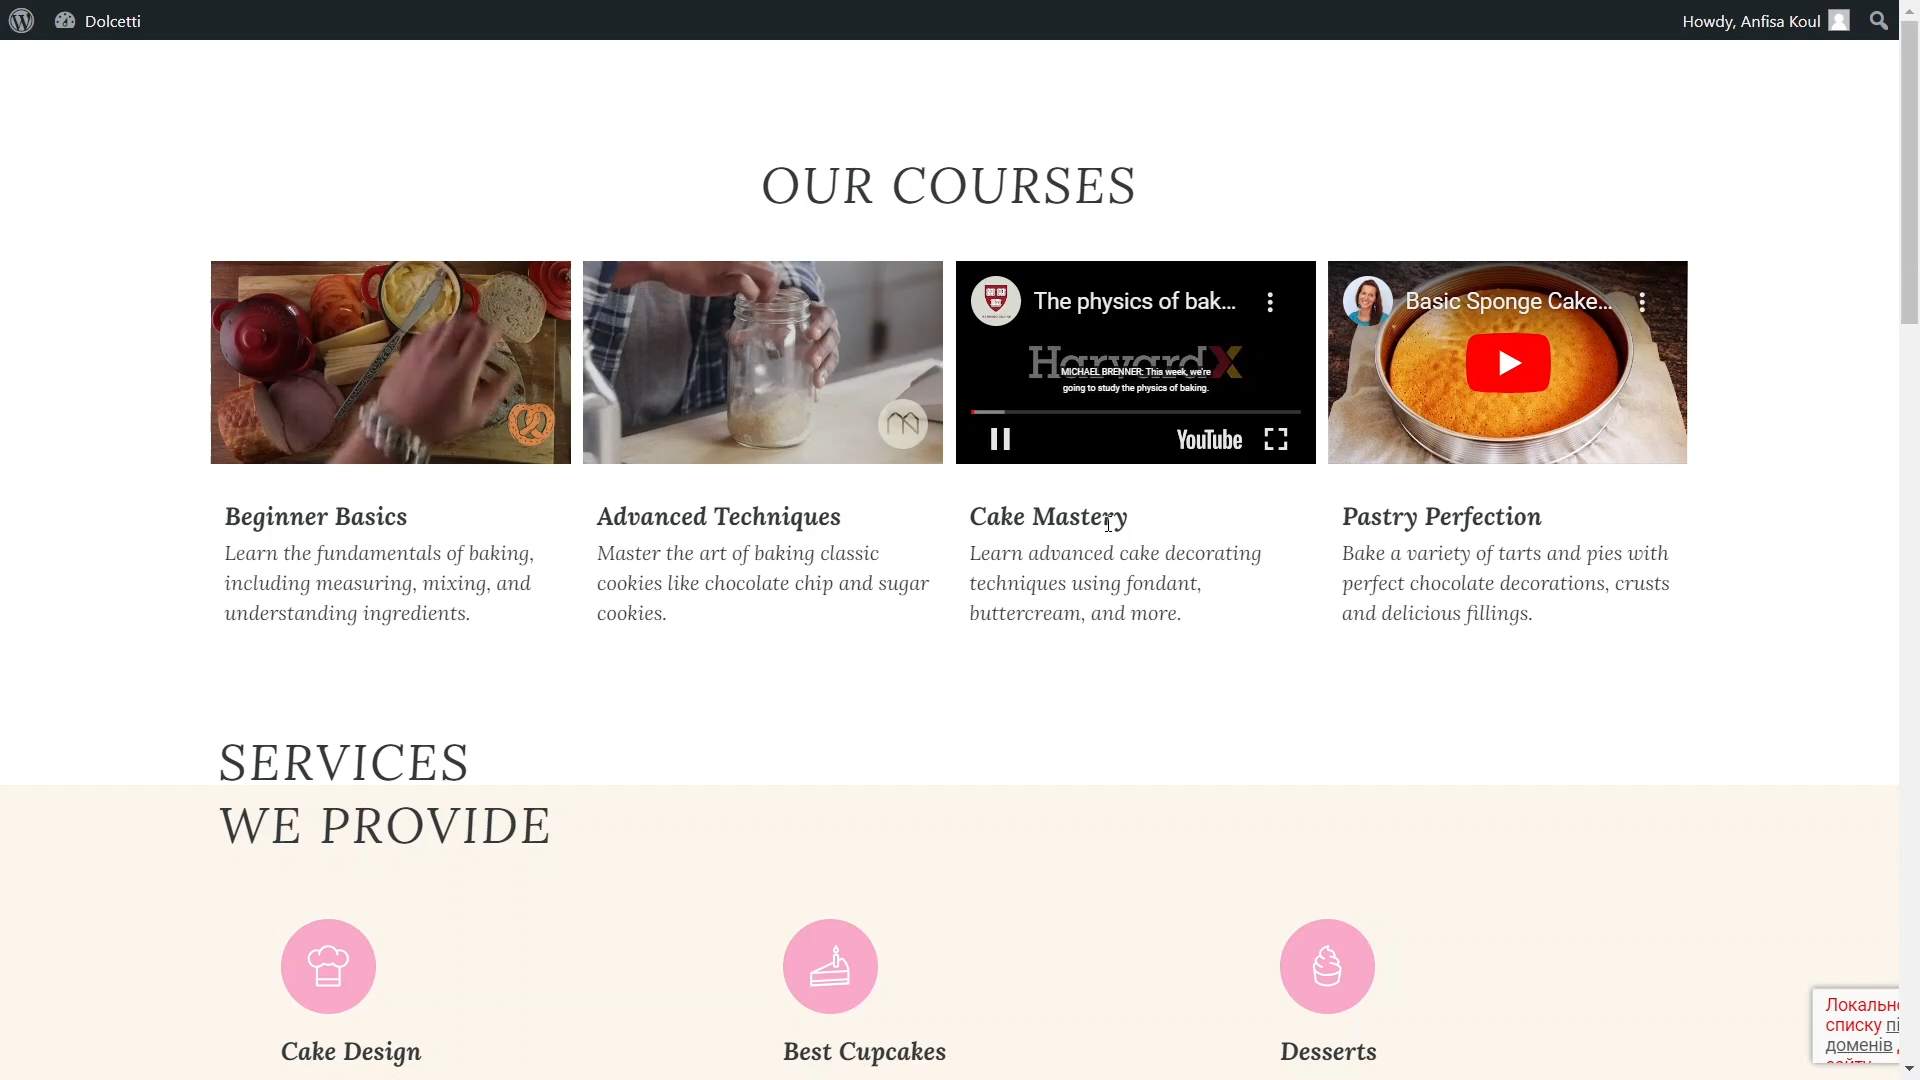 Dolcetti
Howdy, Anfisa Koul
OUR COURSES
The physics of bak...
HarvardX
MICHAEL BRENNER: This week, we're
going to study the physics of baking.
YouTube
Basic Sponge Cake...
Beginner Basics
Learn the fundamentals of baking,
including measuring, mixing, and
understanding ingredients.
Advanced Techniques
Master the art of baking classic
cookies like chocolate chip and sugar
cookies.
Cake Mastery
Learn advanced cake decorating
techniques using fondant,
buttercream, and more.
Pastry Perfection
Bake a variety of tarts and pies with
perfect chocolate decorations, crusts
and delicious fillings.
SERVICES
WE PROVIDE
Cake Design
Best Cupcakes
Desserts
списку
доменів